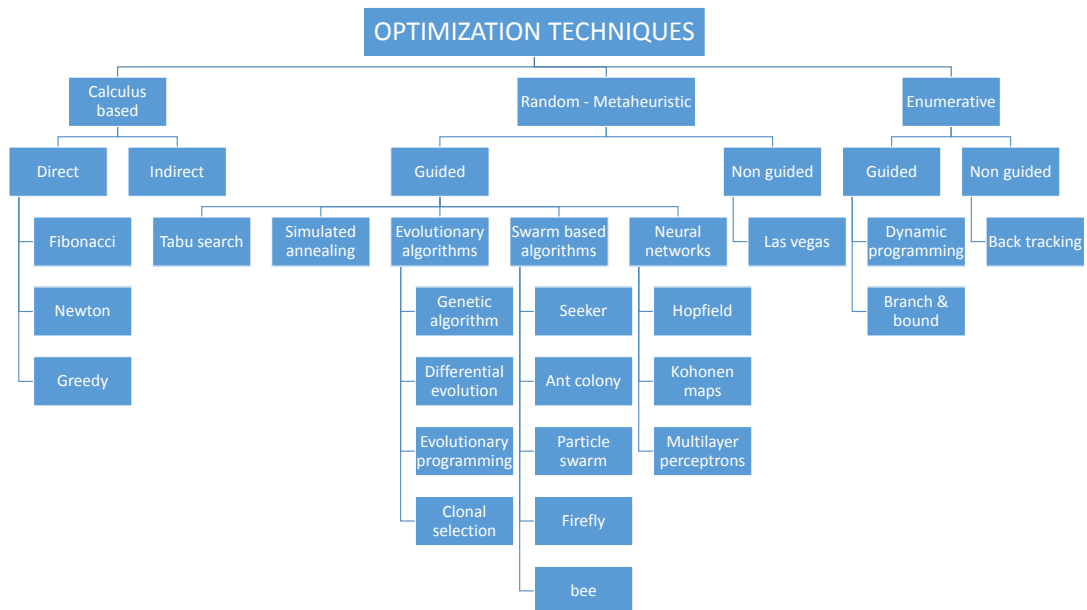 OPTIMIZATION TECHNIQUES
Calculus
based
Random - Metaheuristic
Enumerative
Direct
Indirect
Guided
Non guided
Guided
Non guided
Fibonacci
Tabu search
Simulated
annealing
Evolutionary
algorithms
Swarm based
algorithms
Neural
networks
Las vegas
Dynamic
programming
Back tracking
Newton
Genetic
algorithm
Seeker
Hopfield
Branch &
bound
Greedy
Differential
evolution
Ant colony
Kohonen
maps
Evolutionary
programming
Particle
swarm
Multilayer
perceptrons
Clonal
selection
Firefly
bee